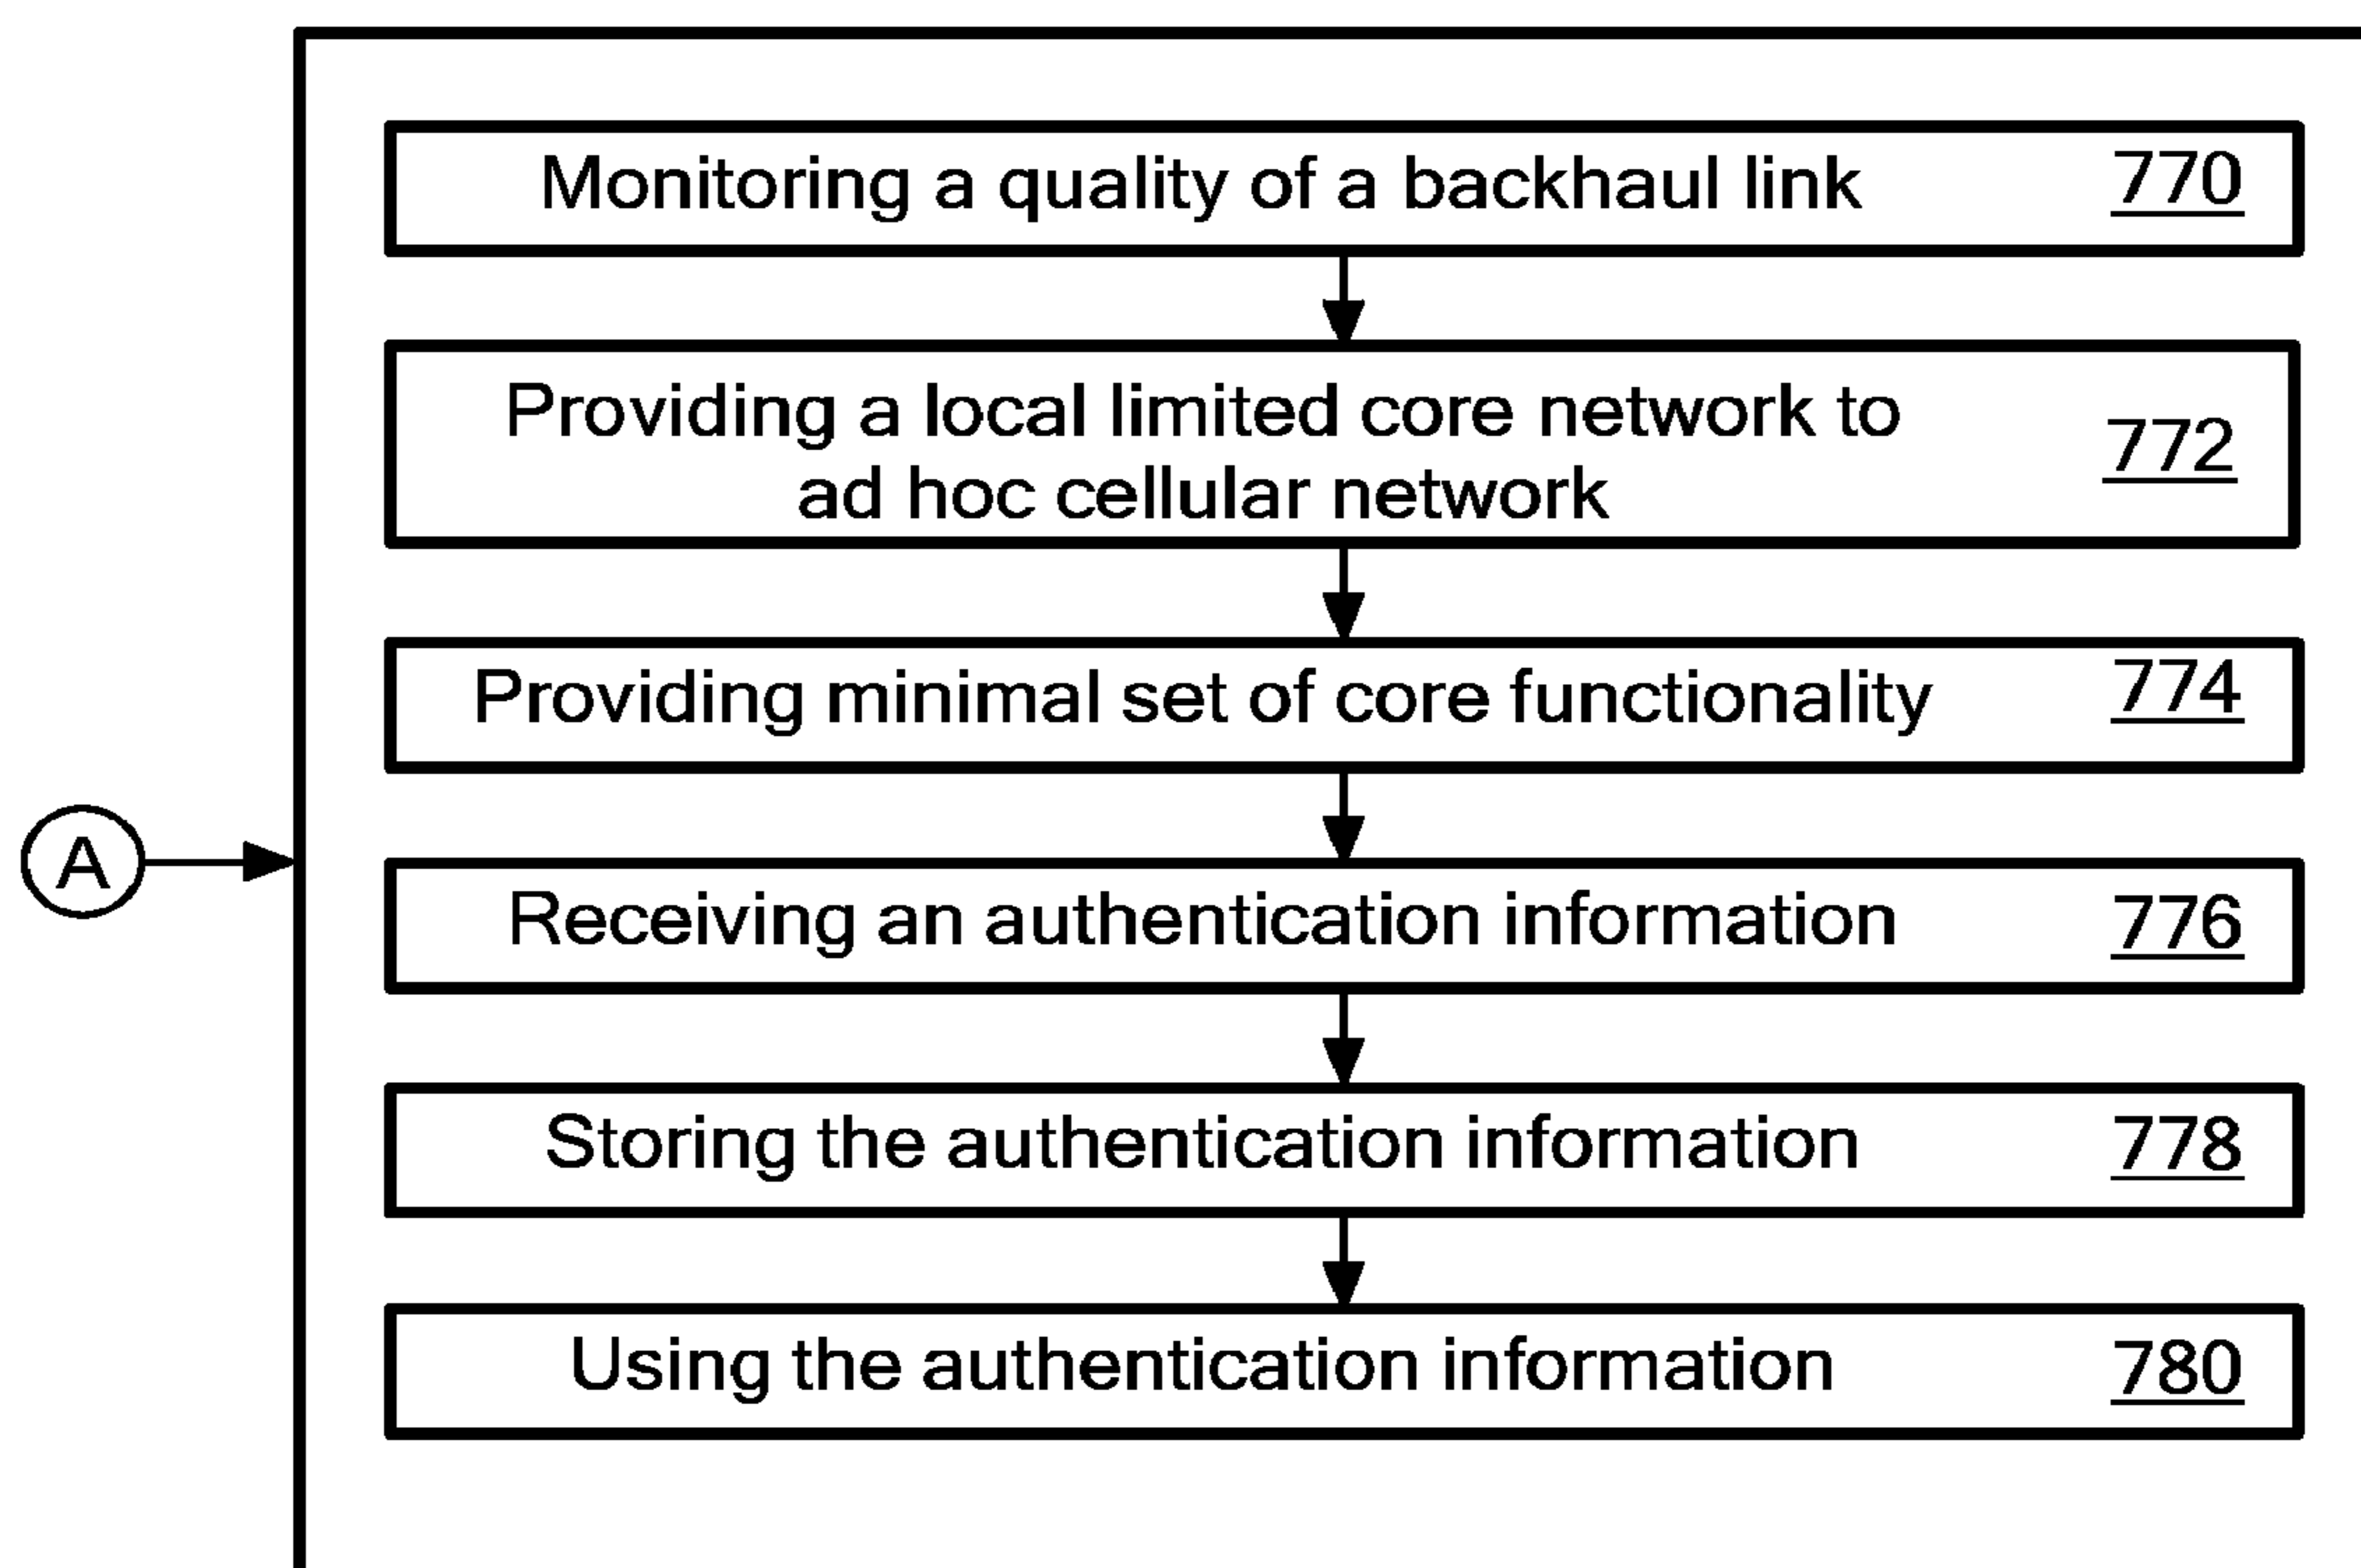 Monitoring a quality of a backhaul link 770
Providing a local limited core network to
ad hoc cellular network 772
Providing minimal set of core functionality 774
A
Receiving an authentication information 776
Storing the authentication information 778
Using the authentication information 780